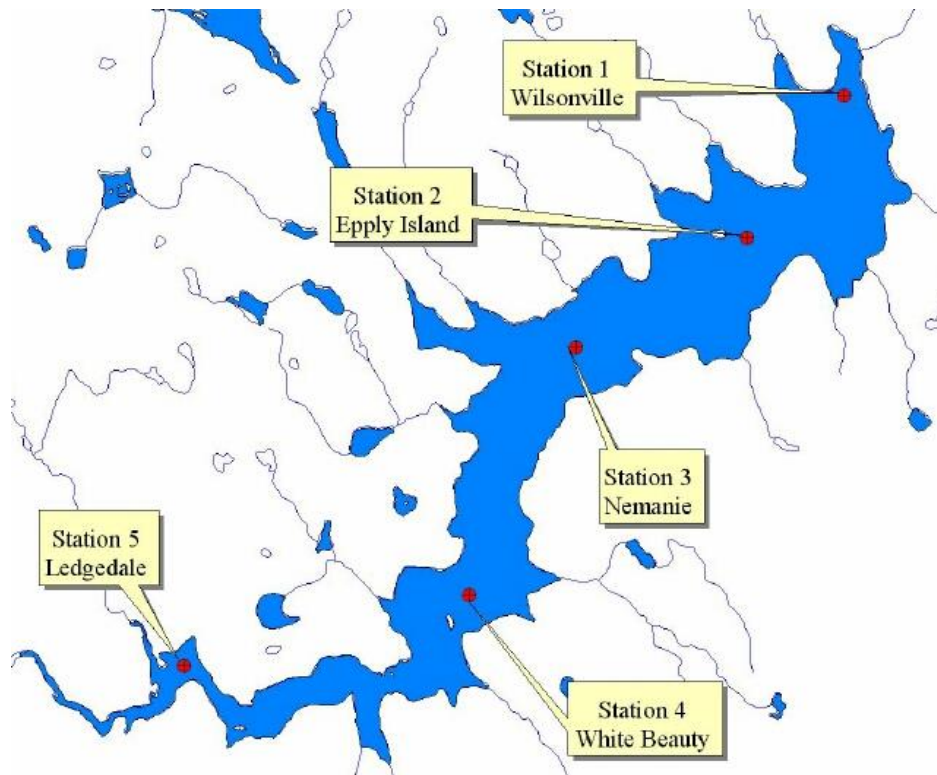 Station 1
Wilsonville
Station 2
Epply Island
Station 3
Nemanie
Station 5
Ledgedale
Station 4
White Beauty